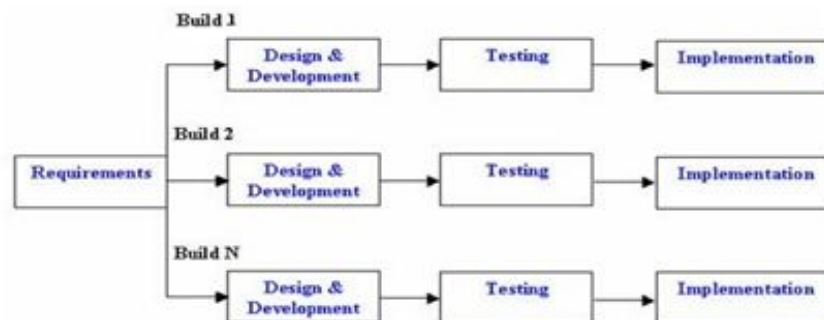 Build 1
Design &
Development
Testing
Implementation
Build 2
Requirements
Design &
Development
Testing
Implementation
Build N
Design &
Development
Testing
Implementation